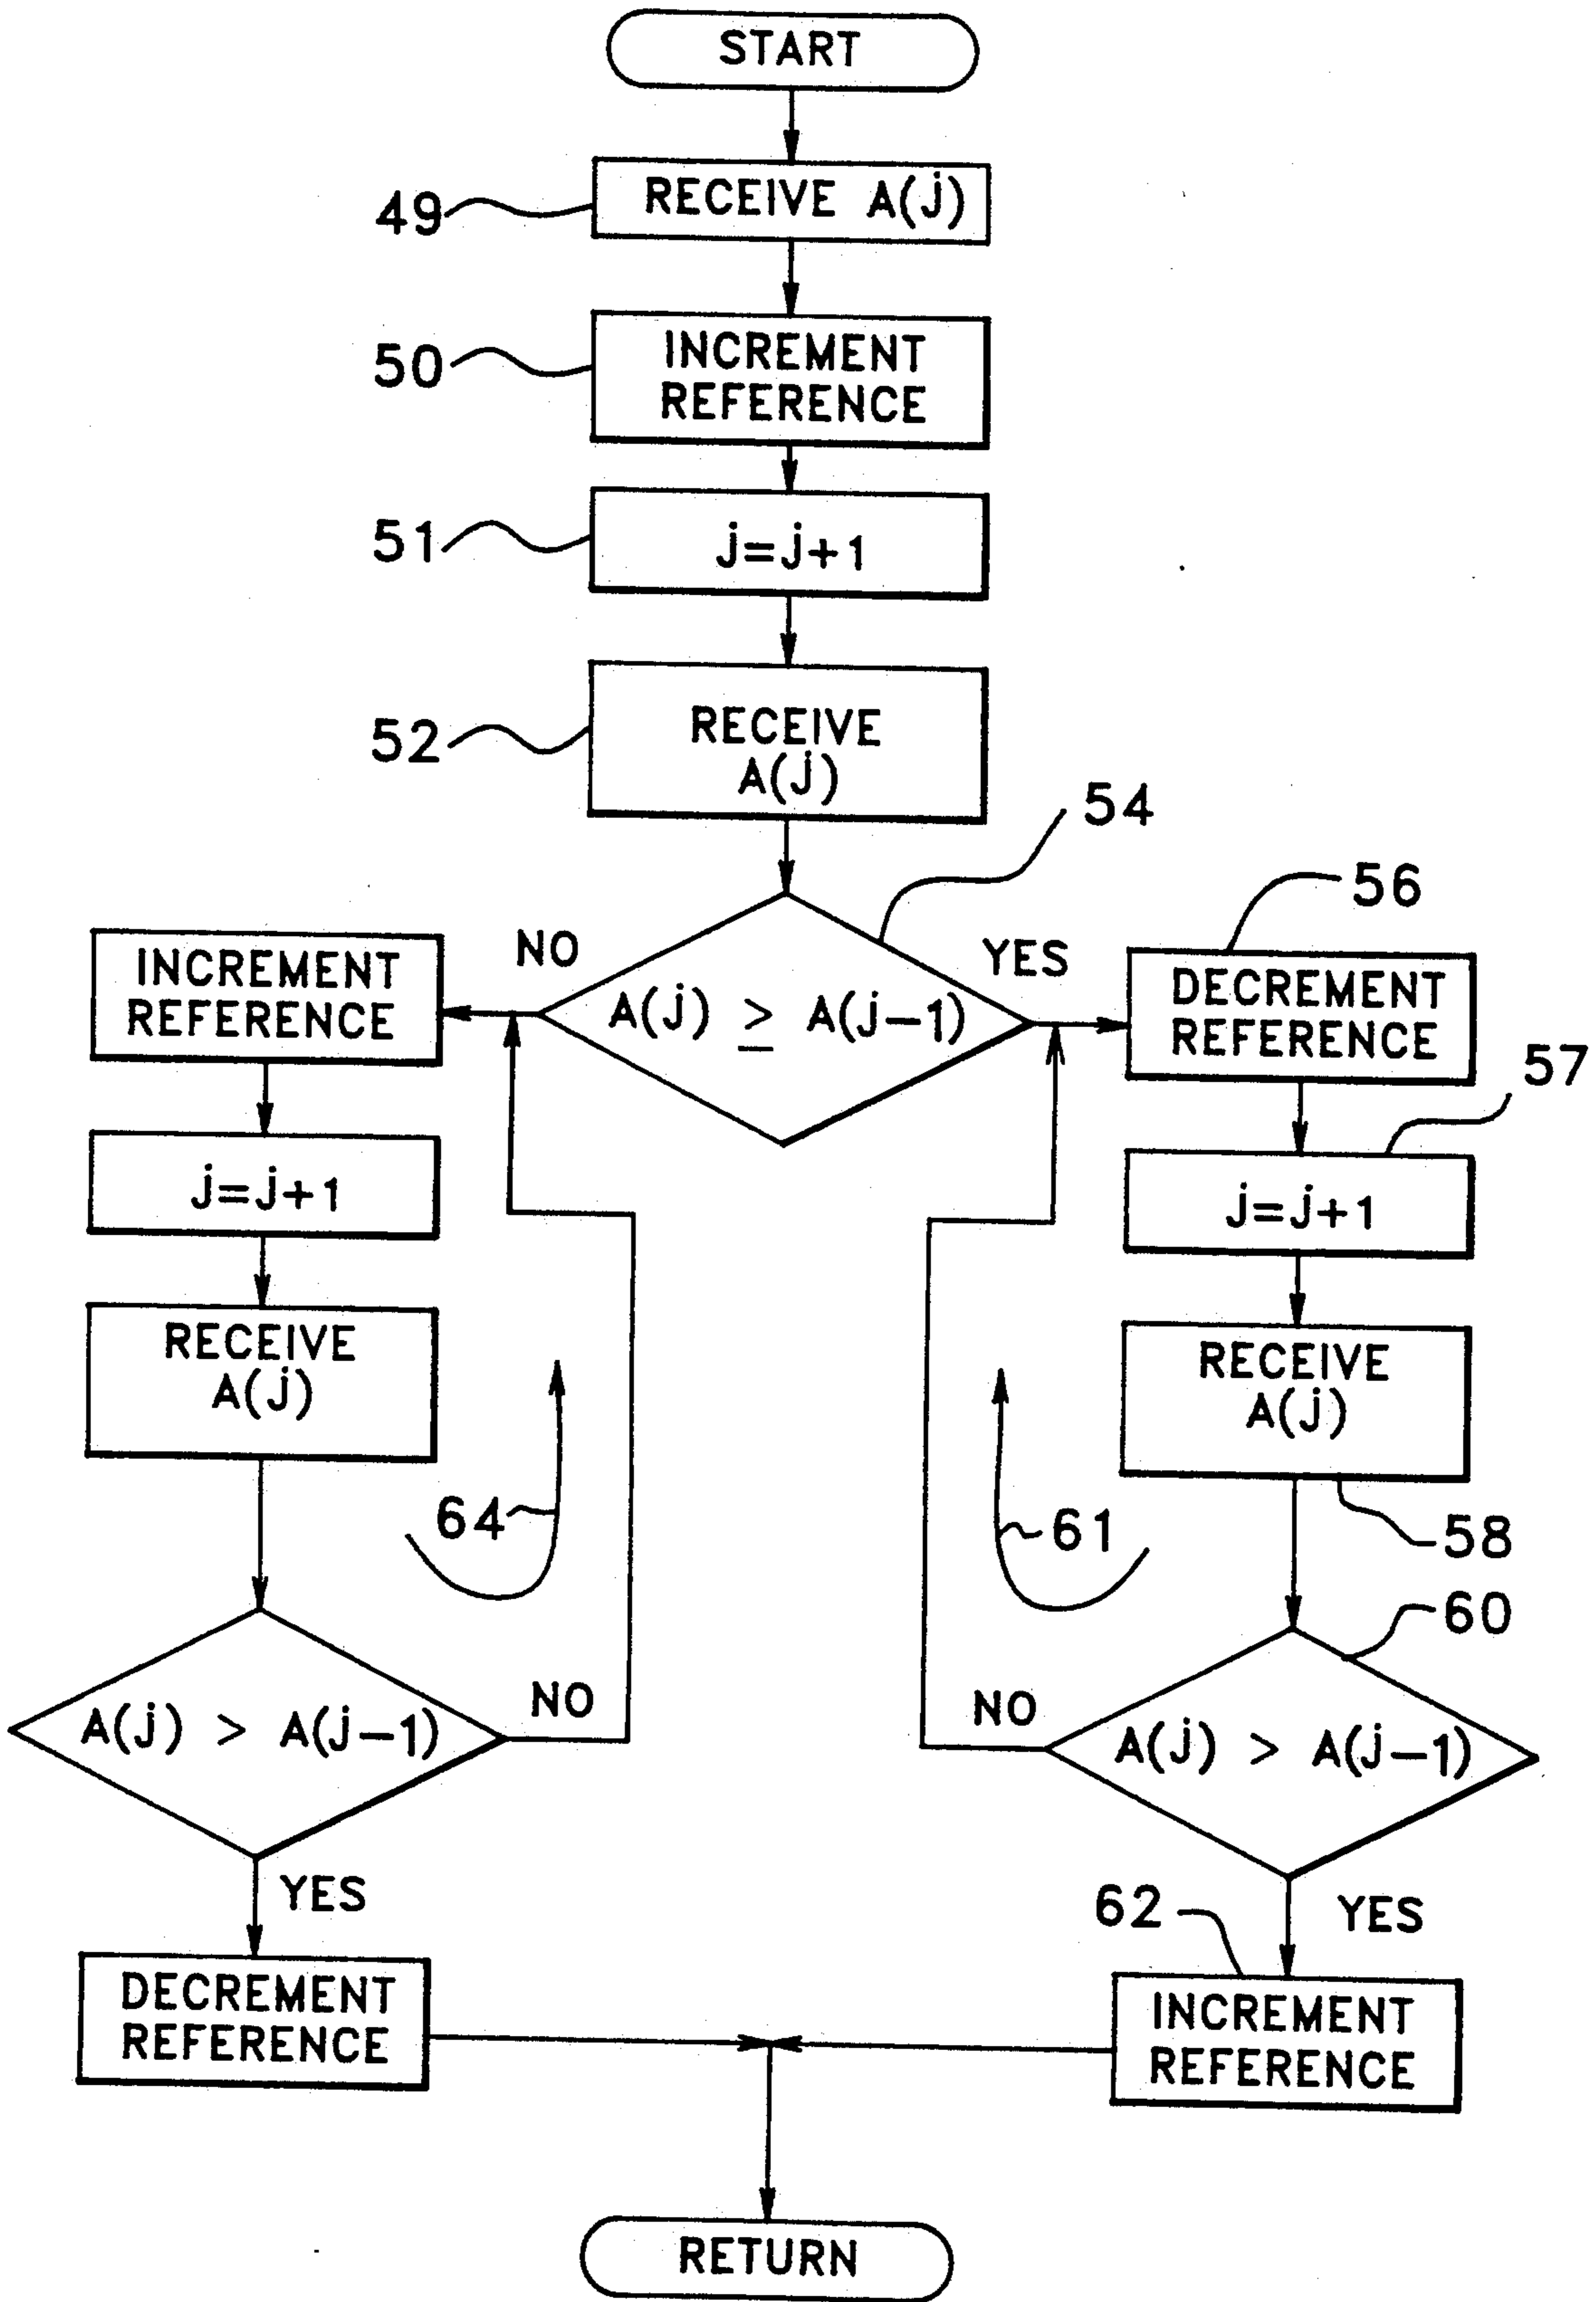 START
49
RECEIVE A(j)
50
INCREMENT
REFERENCE
51
j=j+1
52
RECEIVE
A(j)
54
NO
A(j) ≥ A(j-1)
YES
56
INCREMENT
REFERENCE
DECREMENT
REFERENCE
57
j=j+1
j=j+1
RECEIVE
A(j)
RECEIVE
A(j)
64
61
58
60
A(j) > A(j-1)
NO
NO
A(j) > A(j-1)
YES
62
YES
DECREMENT
REFERENCE
INCREMENT
REFERENCE
RETURN